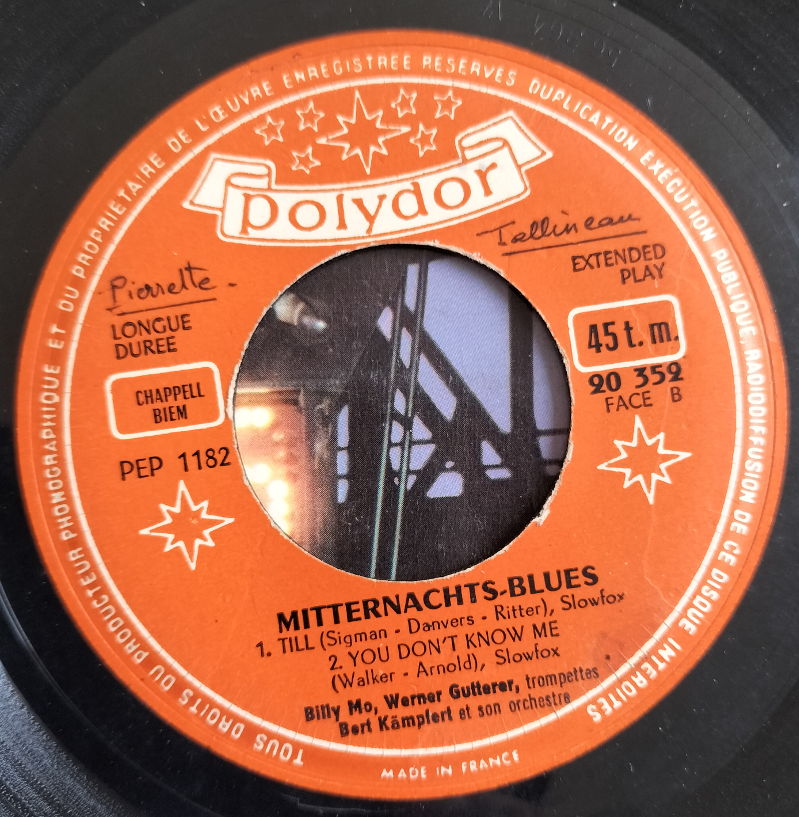 TOUS DROITS DU PRODUCTEUR PHONOGRAPHIQUE ET DU PROPRIETAIRE DE L'ŒUVRE ENREGISTREE RESERVES DUPLICATION EXECUTION PUBLIQUE, RADIODIFFUSION DE CE DISQUE INTERDITES
polydor
Pierrette
Tallineau
LONGUE
DUREE
EXTENDED
PLAY
CHAPPELL
BIEM
45 t. m.
20 352
FACE B
PEP 1182
MITTERNACHTS-BLUES
1. TILL (Sigman - Danvers - Ritter), Slowfox
2. YOU DON'T KNOW ME
(Walker - Arnold), Slowfox
Billy Mo, Werner Gutterer, trompettes
Bert Kämpfert et son orchestre
MADE IN FRANCE